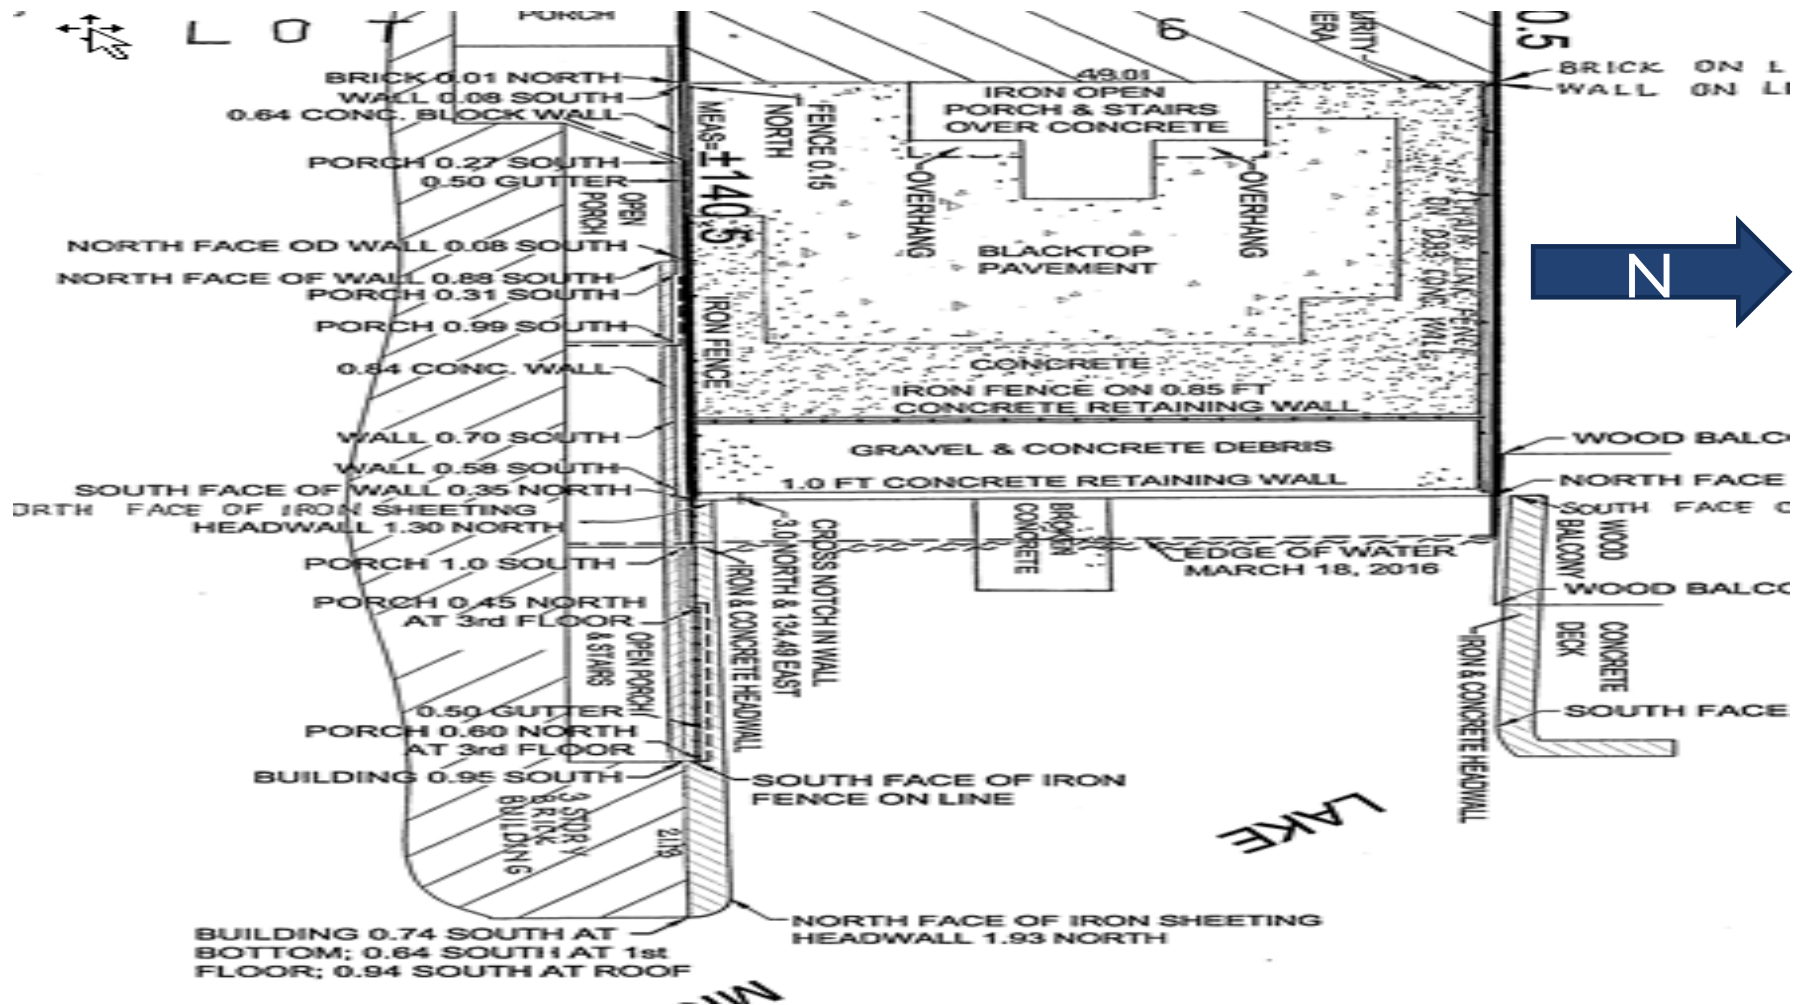 LOT
PORCH
6
49.01
BRICK 0.01 NORTH
WALL 0.08 SOUTH
0.64 CONC. BLOCK WALL
PORCH 0.27 SOUTH
0.50 GUTTER
OPEN
PORCH
NORTH FACE OD WALL 0.08 SOUTH
NORTH FACE OF WALL 0.88 SOUTH
PORCH 0.31 SOUTH
PORCH 0.99 SOUTH
0.84 CONC. WALL
WALL 0.70 SOUTH
WALL 0.58 SOUTH
SOUTH FACE OF WALL 0.35 NORTH
FACE OF IRON SHEETING
HEADWALL 1.30 NORTH
PORCH 1.0 SOUTH
PORCH 0.45 NORTH
AT 3rd FLOOR
OPEN PORCH
& STAIRS
0.50 GUTTER
PORCH 0.60 NORTH
AT 3rd FLOOR
BUILDING 0.95 SOUTH
3 STORY
BRICK
BUILDING
BUILDING 0.74 SOUTH AT
BOTTOM; 0.64 SOUTH AT 1st
FLOOR; 0.94 SOUTH AT ROOF
MEAS=±140.5
FENCE 0.15
NORTH
IRON FENCE
IRON OPEN
PORCH & STAIRS
OVER CONCRETE
OVERHANG
OVERHANG
BLACKTOP
PAVEMENT
CONCRETE
IRON FENCE ON 0.85 FT
CONCRETE RETAINING WALL
GRAVEL & CONCRETE DEBRIS
1.0 FT CONCRETE RETAINING WALL
CHAIN LINK FENCE
ON 0.83' CONC. WALL
BROKEN
CONCRETE
CROSS NOTCH IN WALL
3.0 NORTH & 134.49 EAST
IRON & CONCRETE HEADWALL
EDGE OF WATER
MARCH 18, 2016
SOUTH FACE OF IRON
FENCE ON LINE
NORTH FACE OF IRON SHEETING
HEADWALL 1.93 NORTH
LAKE
0.5
BRICK ON
WALL ON
N
WOOD
NORTH FACE
SOUTH FACE
WOOD
BALCONY
WOOD
CONCRETE
DECK
SOUTH FACE
IRON & CONCRETE HEADWALL